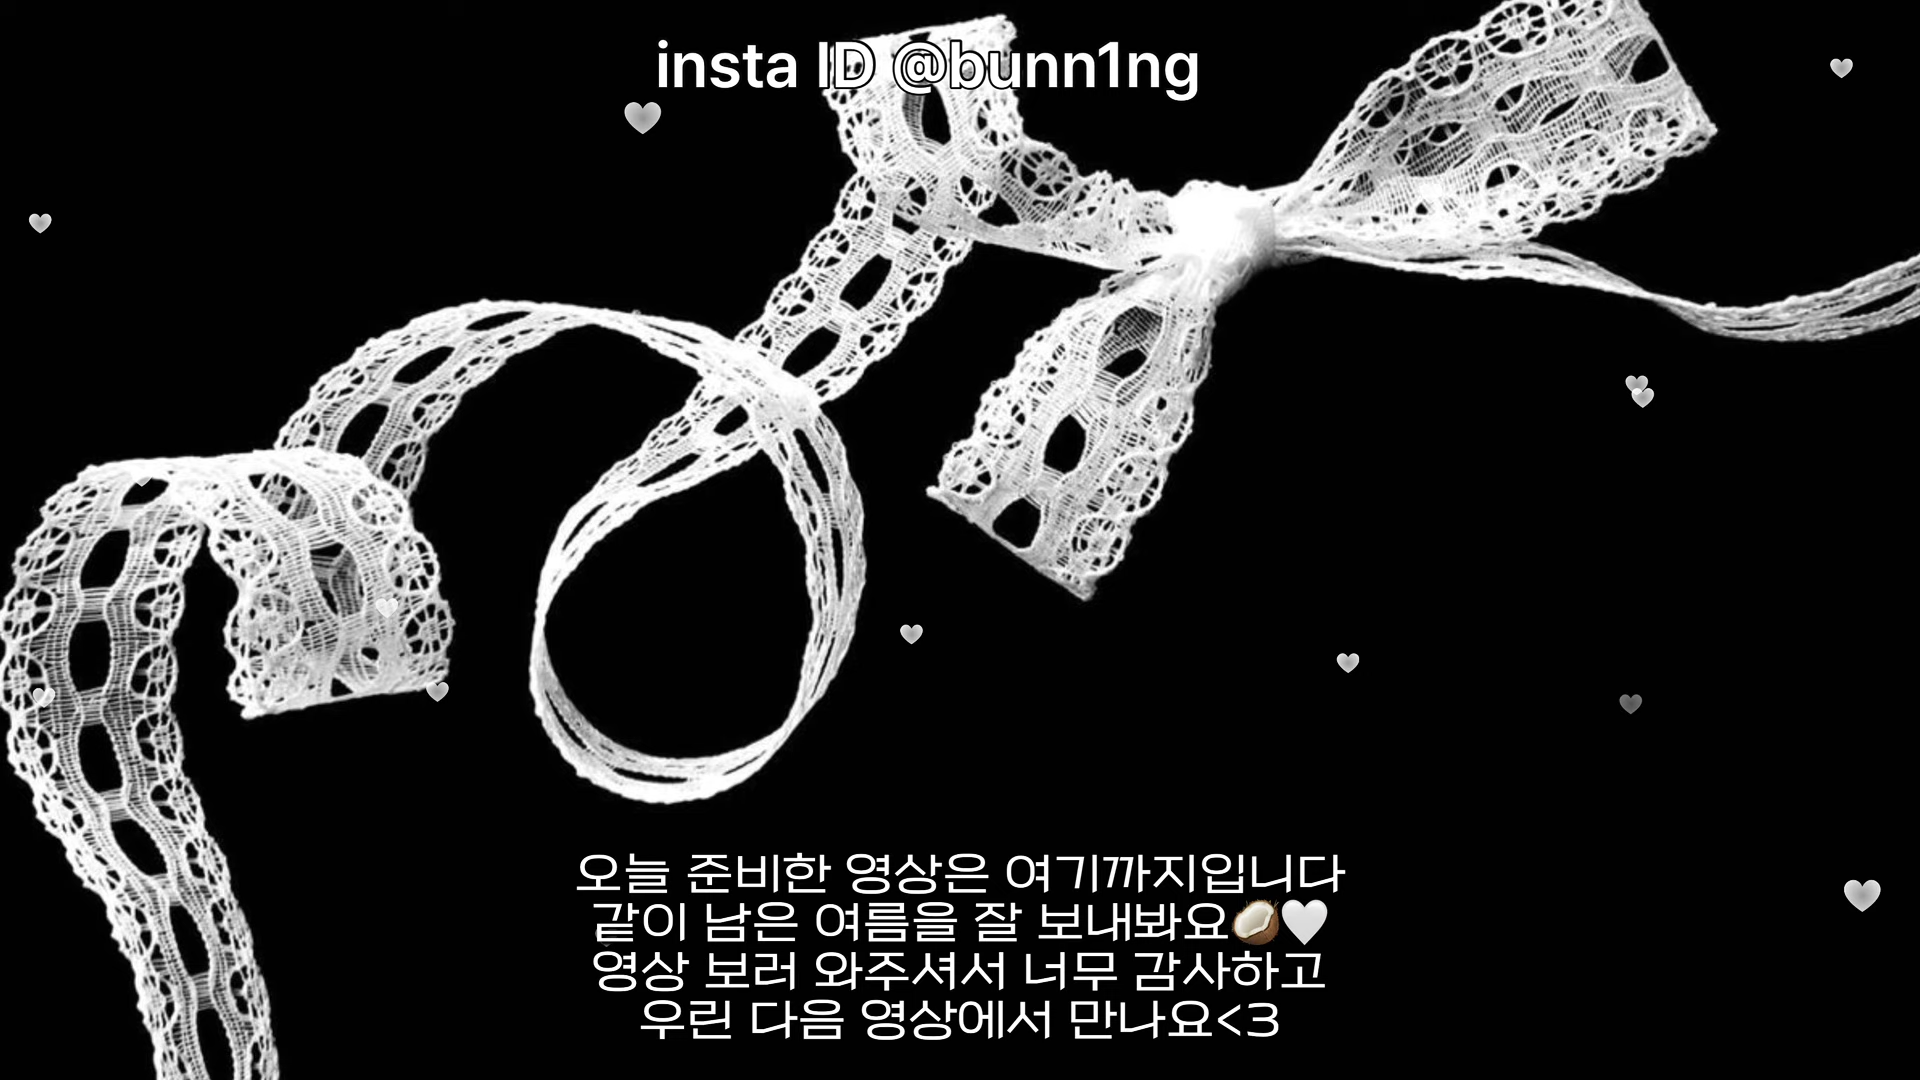 insta ID @bunn1ng
오늘 준비한 영상은 여기까지입니다
같이 남은 여름을 잘 보내봐요🥥🤍
영상 보러 와주셔서 너무 감사하고
우린 다음 영상에서 만나요<3